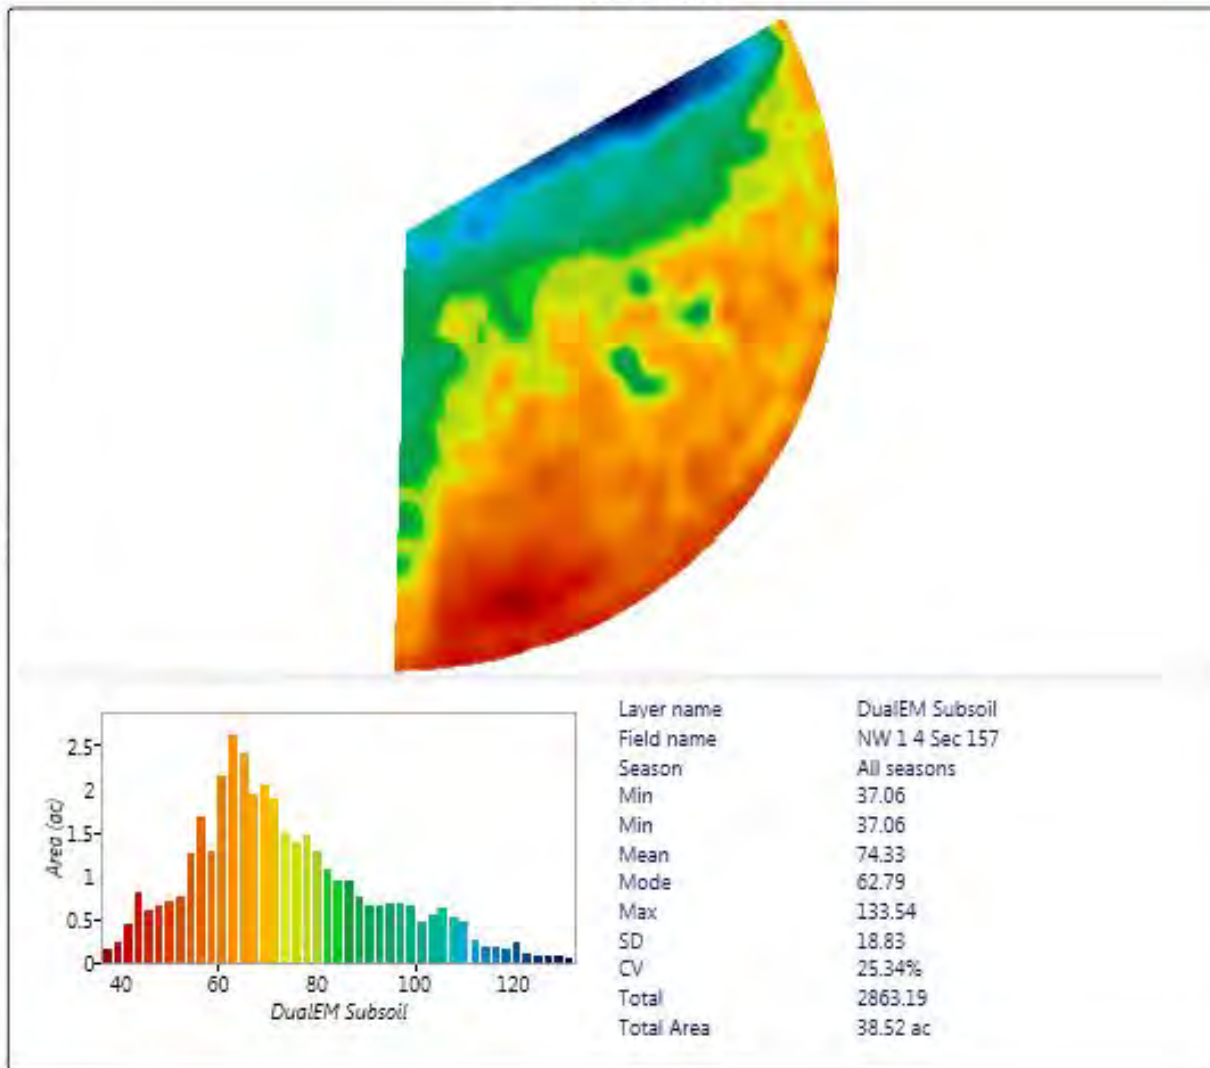 2.5
2
1.5
1
0.5
0
Area (ac)
40 60 80 100 120
DualEM Subsoil
Layer name DualEM Subsoil
Field name NW 1 4 Sec 157
Season All seasons
Min 37.06
Min 37.06
Mean 74.33
Mode 62.79
Max 133.54
SD 18.83
CV 25.34%
Total 2863.19
Total Area 38.52 ac